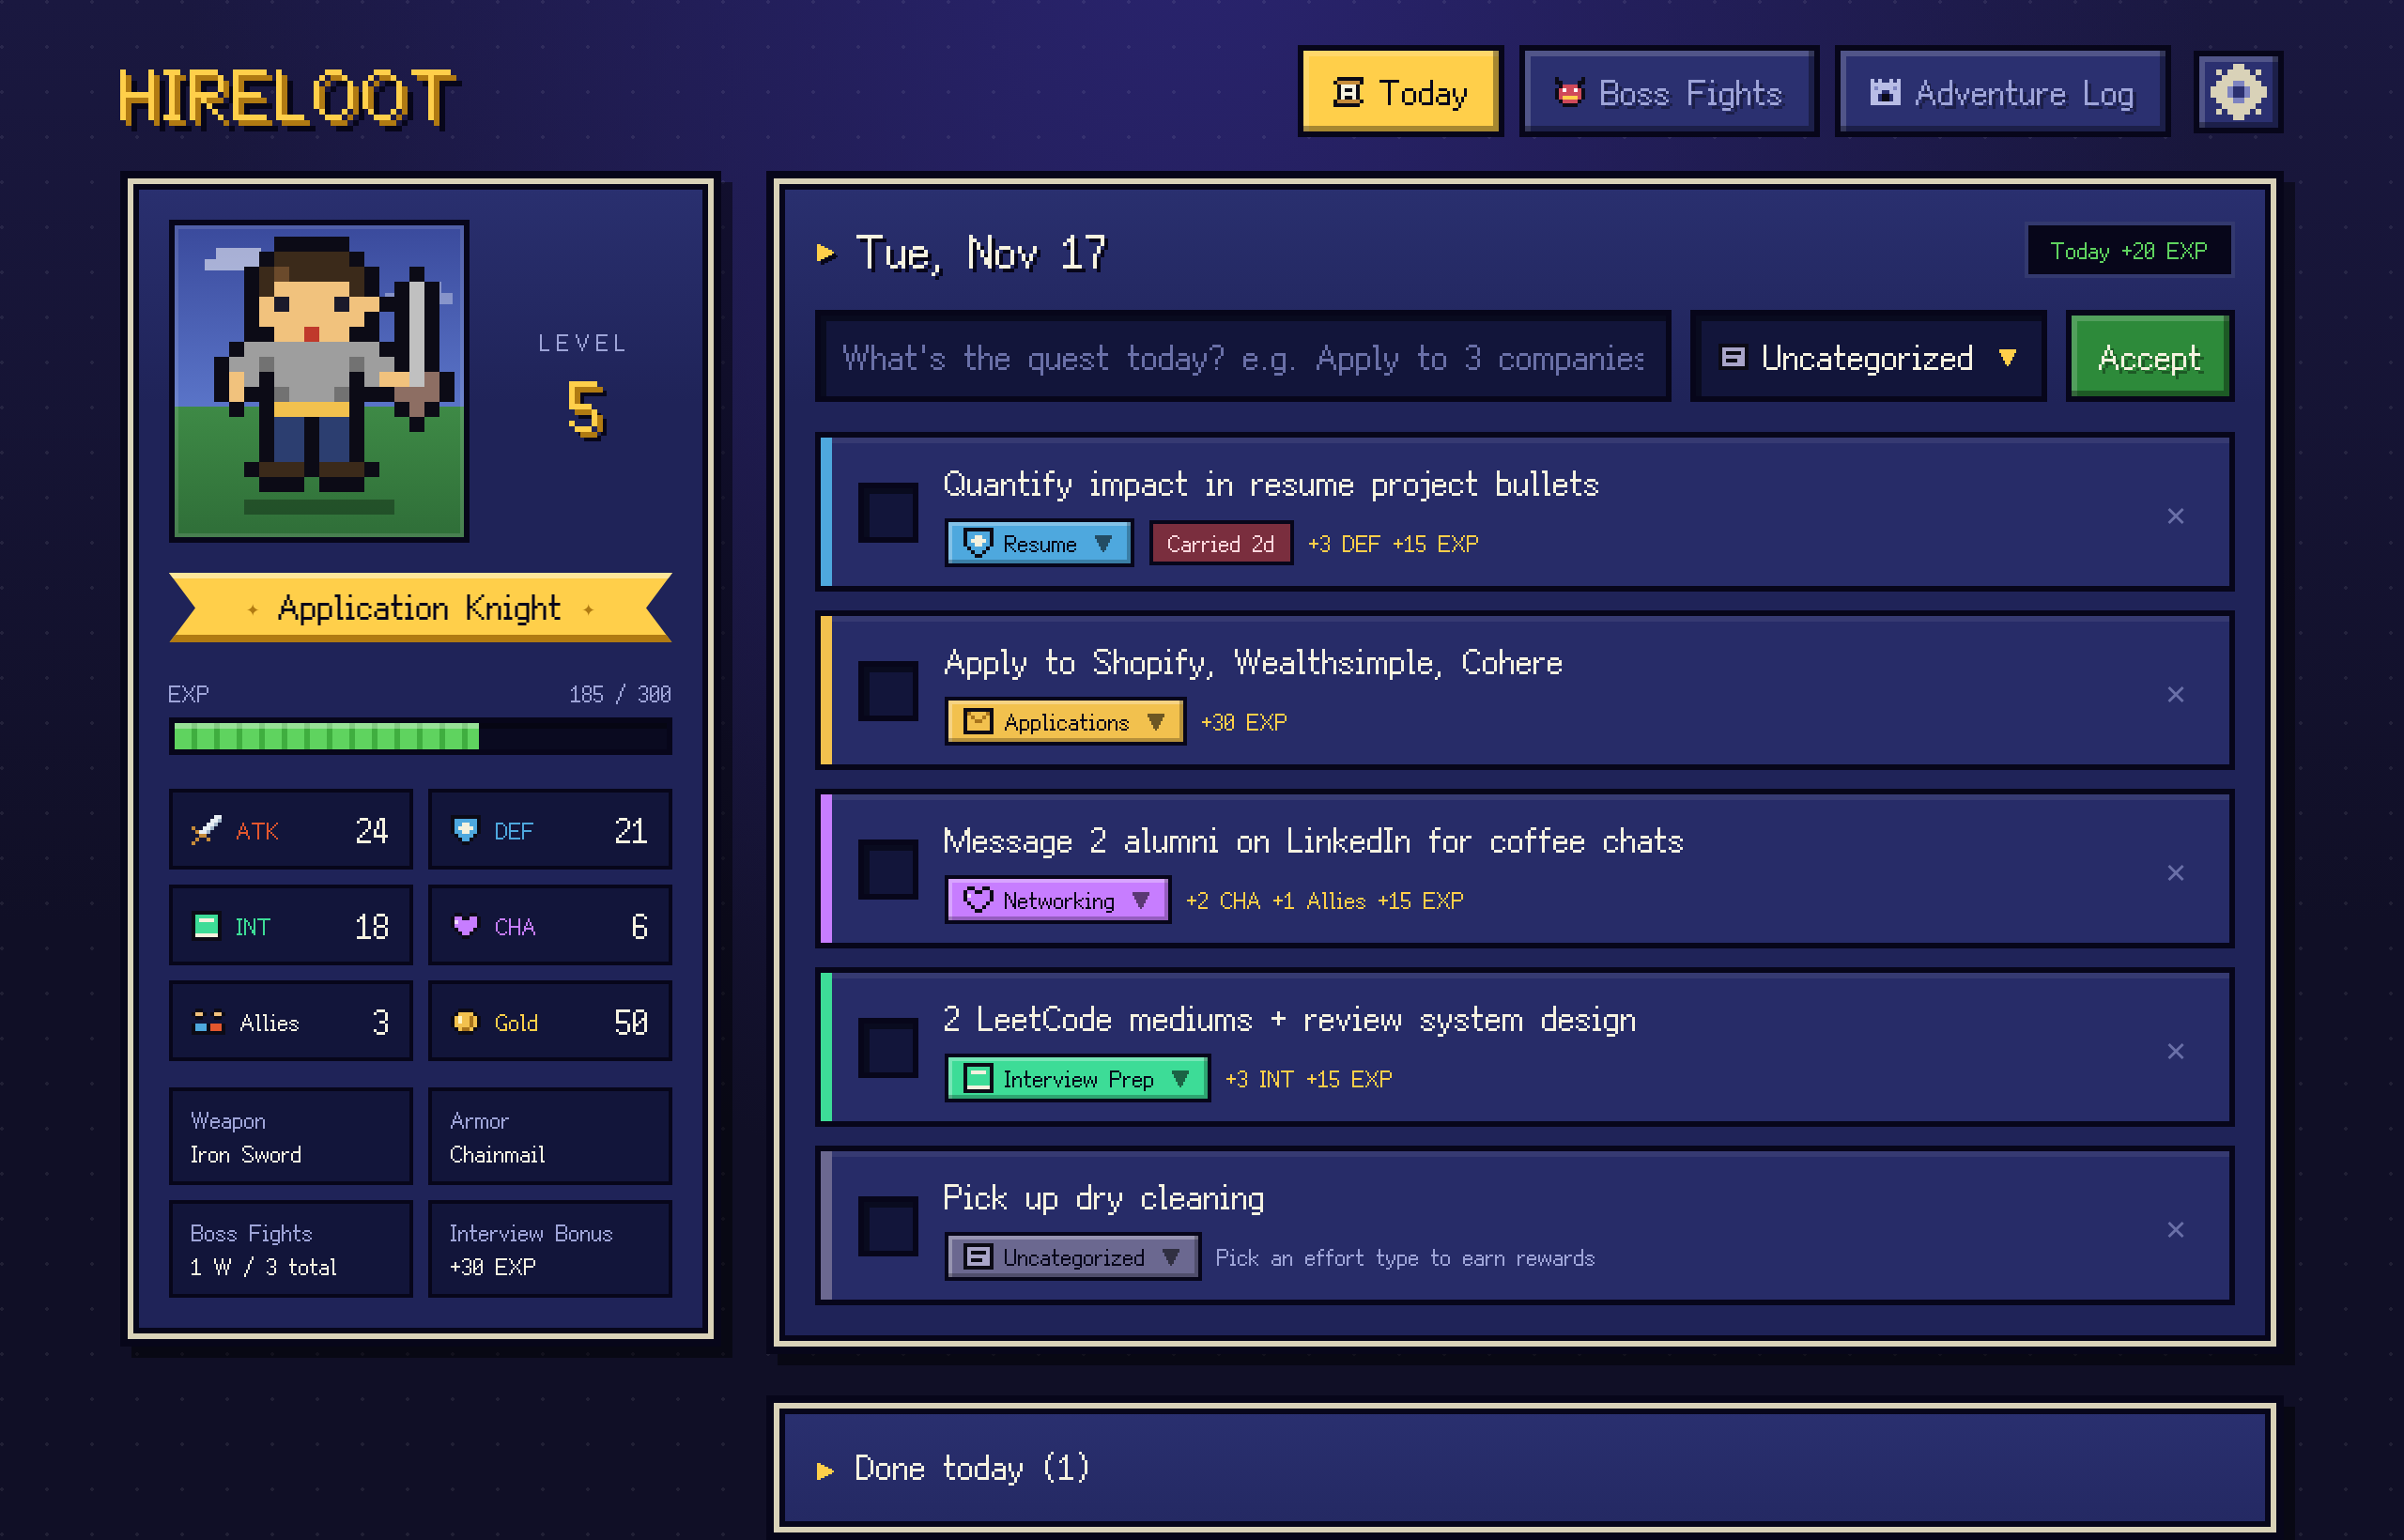 HIRELOOT
Today
Boss Fights
Adventure Log
LEVEL
5
Application Knight
EXP 185 / 300
ATK 24
DEF 21
INT 18
CHA 6
Allies 3
Gold 50
Weapon
Iron Sword
Armor
Chainmail
Boss Fights
1 W / 3 total
Interview Bonus
+30 EXP
Tue, Nov 17
Today +20 EXP
What's the quest today? e.g. Apply to 3 companies
Uncategorized
Accept
Quantify impact in resume project bullets
Resume Carried 2d +3 DEF +15 EXP
Apply to Shopify, Wealthsimple, Cohere
Applications +30 EXP
Message 2 alumni on LinkedIn for coffee chats
Networking +2 CHA +1 Allies +15 EXP
2 LeetCode mediums + review system design
Interview Prep +3 INT +15 EXP
Pick up dry cleaning
Uncategorized Pick an effort type to earn rewards
Done today (1)